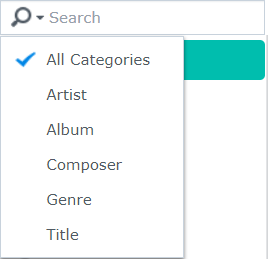 Search
All Categories
Artist
Album
Composer
Genre
Title